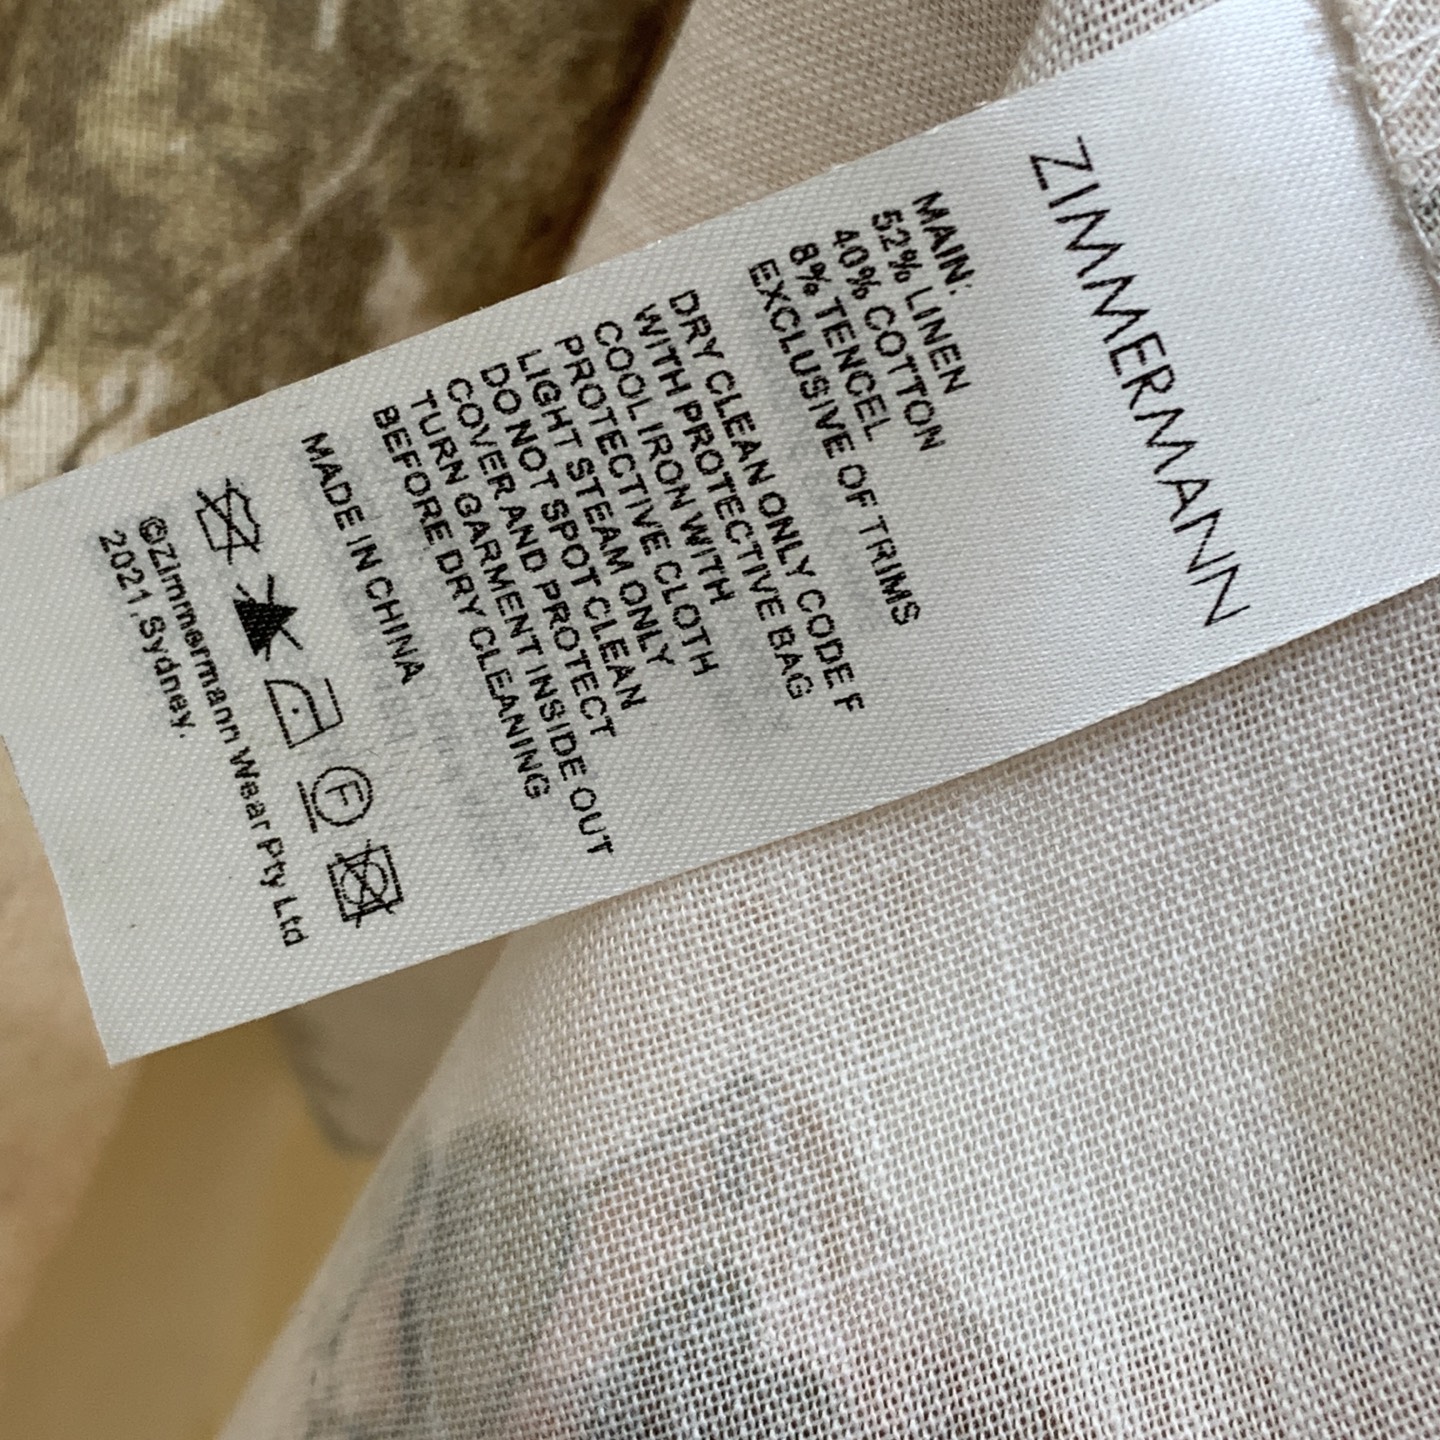 ZIMMERMANN
MAIN:
52% LINEN
40% COTTON
8% TENCEL
EXCLUSIVE OF TRIMS
DRY CLEAN ONLY CODE F
WITH PROTECTIVE BAG
COOL IRON WITH
PROTECTIVE CLOTH
LIGHT STEAM ONLY
DO NOT SPOT CLEAN
COVER AND PROTECT
TURN GARMENT INSIDE OUT
BEFORE DRY CLEANING
MADE IN CHINA
F
©Zimmermann Wear Pty Ltd
2021,Sydney.